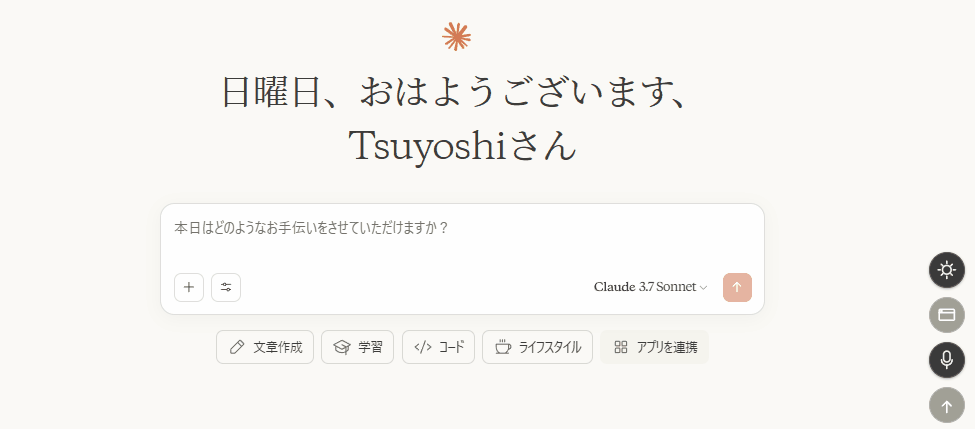 日曜日、おはようございます、
Tsuyoshiさん
本日はどのようなお手伝いをさせていただけますか？
Claude 3.7 Sonnet
文章作成 学習 コード ライフスタイル アプリを連携